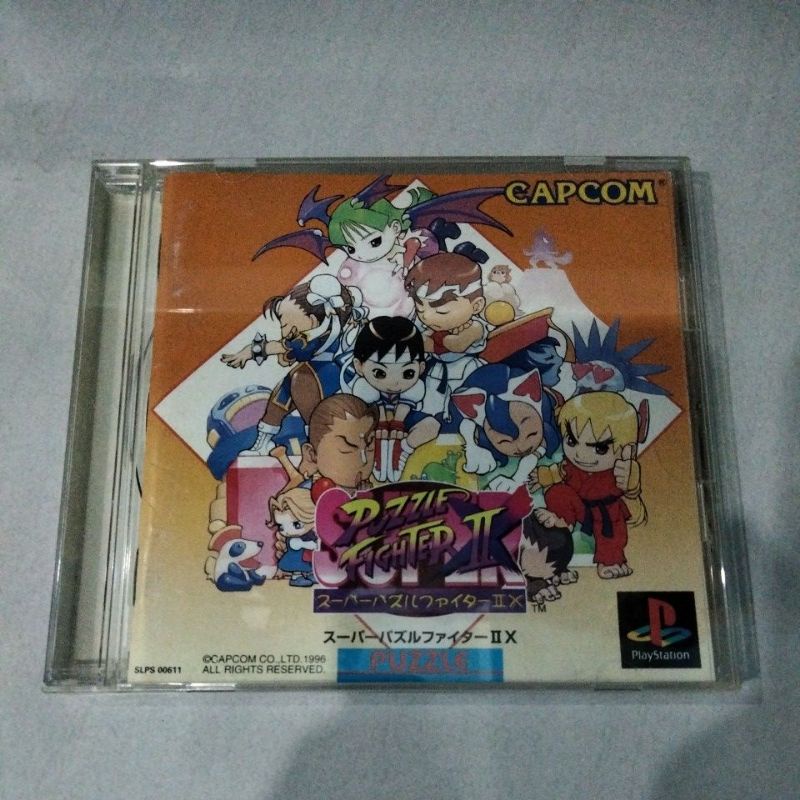 CAPCOM®
SUPER
PUZZLE
FIGHTER II X
スーパーパズルファイターⅡX
TM
スーパーパズルファイターⅡX
PUZZLE
SLPS 00611
©CAPCOM CO.,LTD.1996
ALL RIGHTS RESERVED.
PlayStation